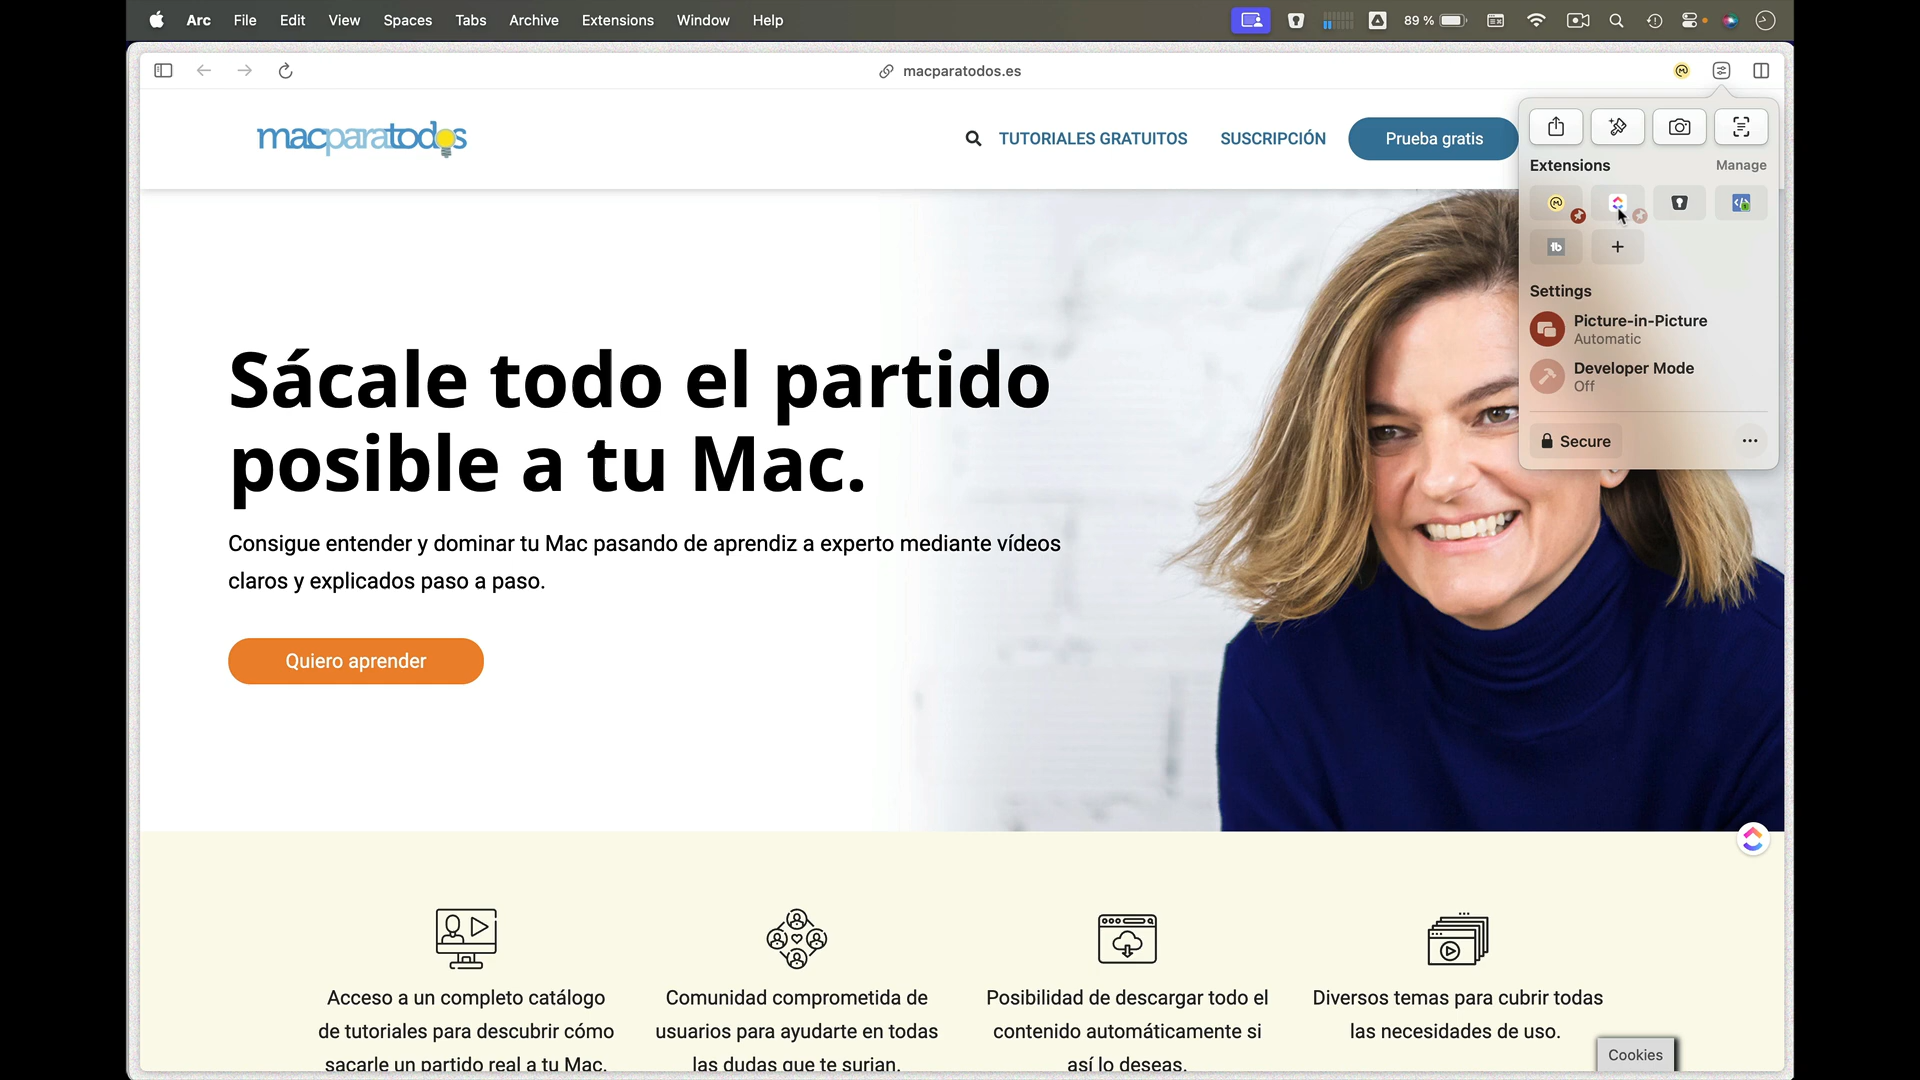 Arc File Edit View Spaces Tabs Archive Extensions Window Help 89 %
macparatodos.es
macparatodos
TUTORIALES GRATUITOS SUSCRIPCIÓN Prueba gratis
Extensions Manage
tb +
Settings
Picture-in-Picture
Automatic
Developer Mode
Off
Secure
Sácale todo el partido
posible a tu Mac.
Consigue entender y dominar tu Mac pasando de aprendiz a experto mediante vídeos
claros y explicados paso a paso.
Quiero aprender
Acceso a un completo catálogo
de tutoriales para descubrir cómo
sacarle un partido real a tu Mac.
Comunidad comprometida de
usuarios para ayudarte en todas
las dudas que te surjan.
Posibilidad de descargar todo el
contenido automáticamente si
así lo deseas.
Diversos temas para cubrir todas
las necesidades de uso.
Cookies